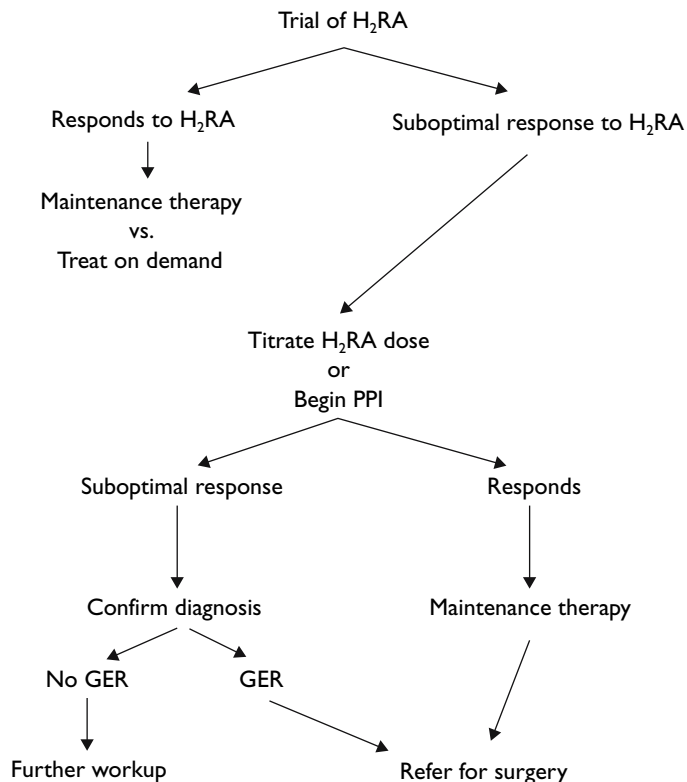 Trial of H₂RA
Responds to H₂RA
Suboptimal response to H₂RA
Maintenance therapy
vs.
Treat on demand
Titrate H₂RA dose
or
Begin PPI
Suboptimal response
Responds
Confirm diagnosis
Maintenance therapy
No GER
GER
Further workup
Refer for surgery